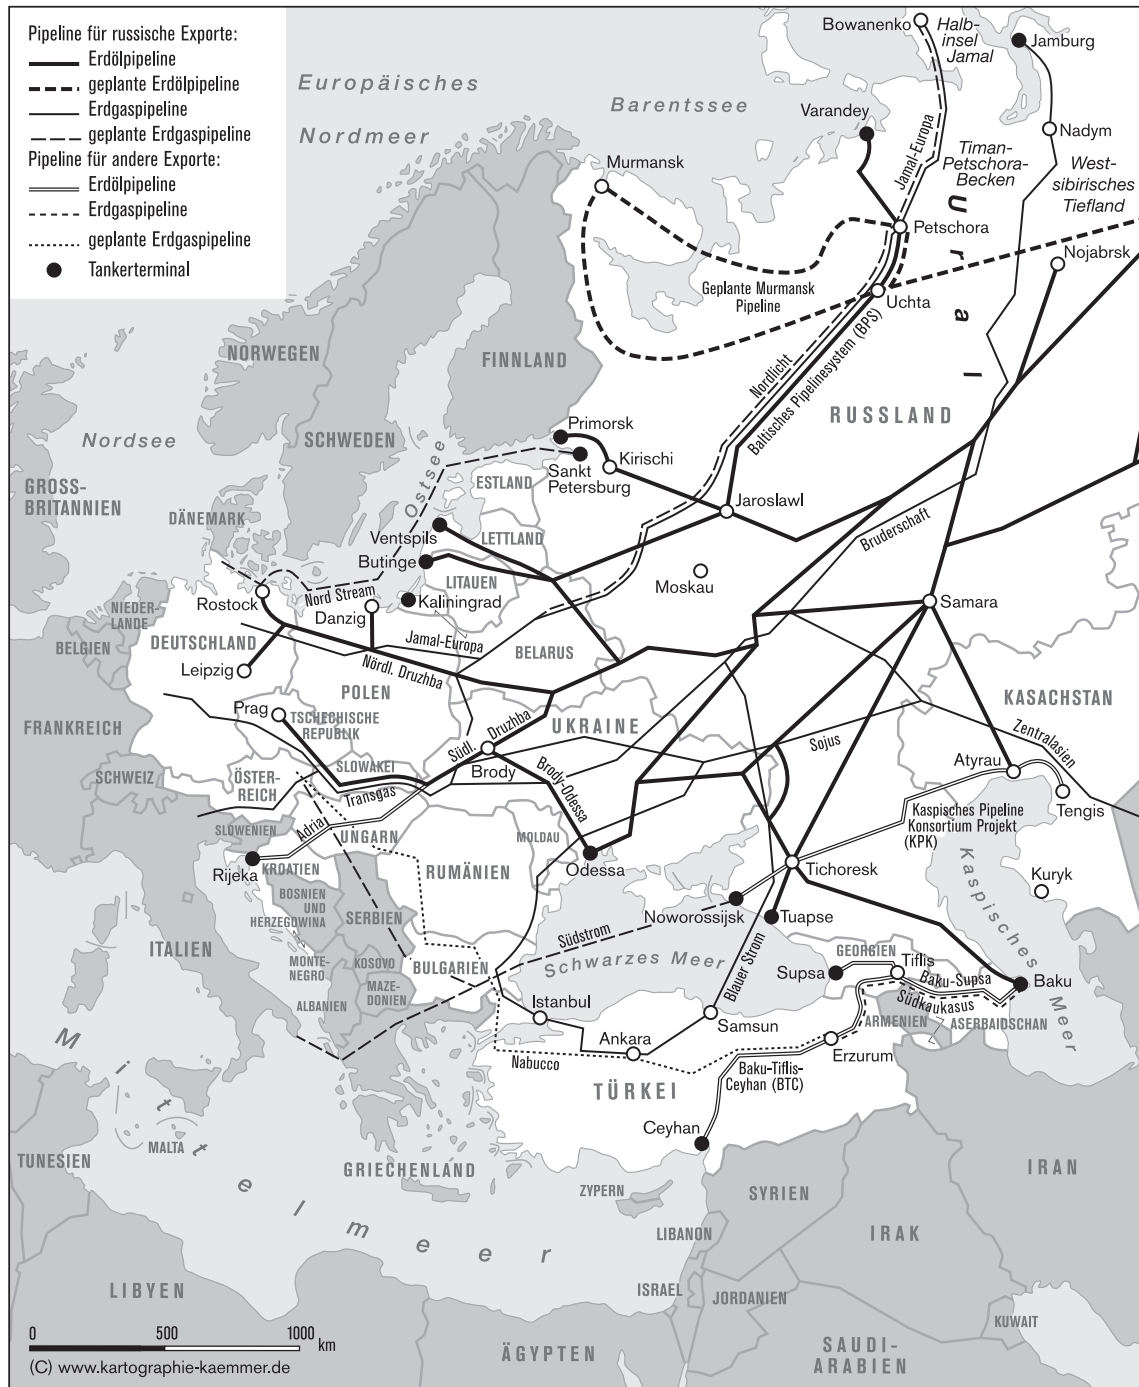 Pipeline für russische Exporte:
Erdölpipeline
geplante Erdölpipeline
Erdgaspipeline
geplante Erdgaspipeline
Pipeline für andere Exporte:
Erdölpipeline
Erdgaspipeline
geplante Erdgaspipeline
Tankerterminal
Europäisches
Nordmeer
Barentssee
Bowanenko
Halb-
insel
Jamal
Jamburg
Varandey
Nadym
Murmansk
Jamal-Europa
Timan-
Petschora-
Becken
West-
sibirisches
Tiefland
Ural
Petschora
Nojabrsk
Geplante Murmansk
Pipeline
Uchta
NORWEGEN
FINNLAND
Nordlicht
Baltisches Pipelinesystem (BPS)
RUSSLAND
Nordsee
SCHWEDEN
Primorsk
Kirischi
Sankt
Petersburg
Ostsee
ESTLAND
GROSS-
BRITANNIEN
DÄNEMARK
Jaroslawl
Ventspils
LETTLAND
Bruderschaft
Butinge
Moskau
LITAUEN
Nord Stream
Kaliningrad
Rostock
Danzig
Samara
NIEDER-
LANDE
DEUTSCHLAND
BELGIEN
Jamal-Europa
BELARUS
Leipzig
Nördl. Druzhba
POLEN
KASACHSTAN
Prag
TSCHECHISCHE
REPUBLIK
UKRAINE
FRANKREICH
Südl. Druzhba
Sojus
Zentralasien
SCHWEIZ
ÖSTER-
REICH
SLOWAKEI
Transgas
Brody
Brody-Odessa
Atyrau
Tengis
SLOWENIEN
Adria
UNGARN
MOLDAU
Kaspisches Pipeline
Konsortium Projekt
(KPK)
Rijeka
KROATIEN
RUMÄNIEN
Odessa
Tichoresk
Kuryk
BOSNIEN
UND
HERZEGOWINA
SERBIEN
Noworossijsk
Tuapse
Kaspisches Meer
ITALIEN
Südstrom
MONTE-
NEGRO
KOSOVO
BULGARIEN
Schwarzes Meer
Blauer Strom
GEORGIEN
Supsa
Tiflis
Baku-Supsa
Baku
Südkaukasus
ALBANIEN
MAZE-
DONIEN
Istanbul
Samsun
ARMENIEN
ASERBAIDSCHAN
Ankara
Erzurum
Nabucco
Baku-Tiflis-
Ceyhan (BTC)
TÜRKEI
Ceyhan
Mittelmeer
TUNESIEN
MALTA
GRIECHENLAND
ZYPERN
SYRIEN
IRAN
LIBANON
IRAK
LIBYEN
ISRAEL
JORDANIEN
KUWAIT
ÄGYPTEN
SAUDI-
ARABIEN
0 500 1000
km
(C) www.kartographie-kaemmer.de